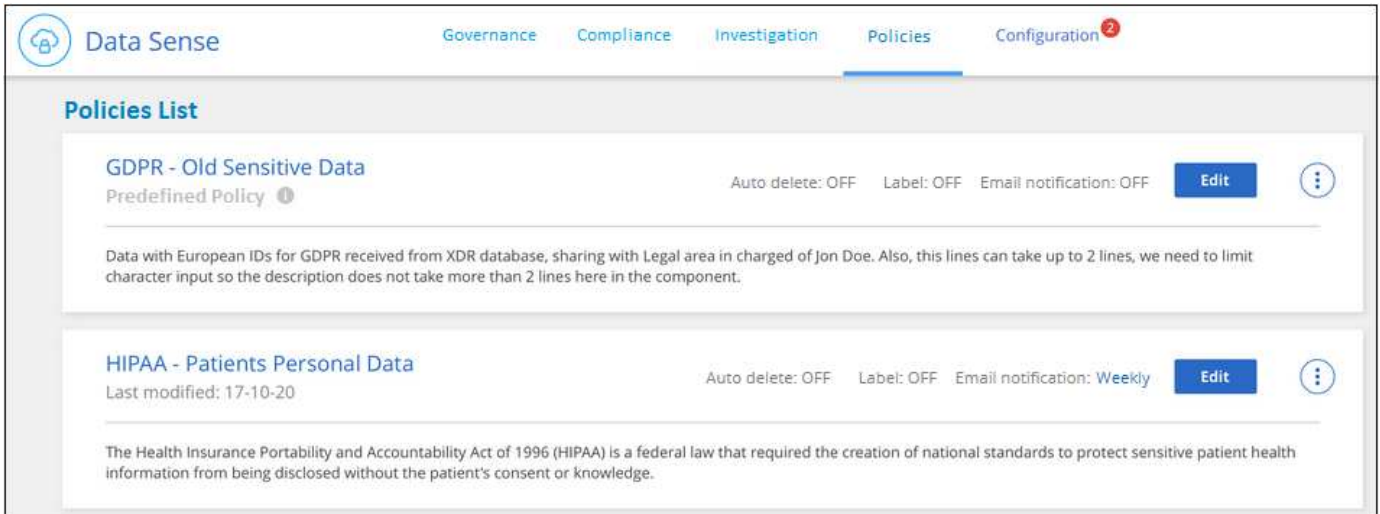 Data Sense
Governance Compliance Investigation Policies Configuration 2
Policies List
GDPR - Old Sensitive Data
Predefined Policy i
Auto delete: OFF Label: OFF Email notification: OFF Edit
Data with European IDs for GDPR received from XDR database, sharing with Legal area in charged of Jon Doe. Also, this lines can take up to 2 lines, we need to limit
character input so the description does not take more than 2 lines here in the component.
HIPAA - Patients Personal Data
Last modified: 17-10-20
Auto delete: OFF Label: OFF Email notification: Weekly Edit
The Health Insurance Portability and Accountability Act of 1996 (HIPAA) is a federal law that required the creation of national standards to protect sensitive patient health
information from being disclosed without the patient's consent or knowledge.